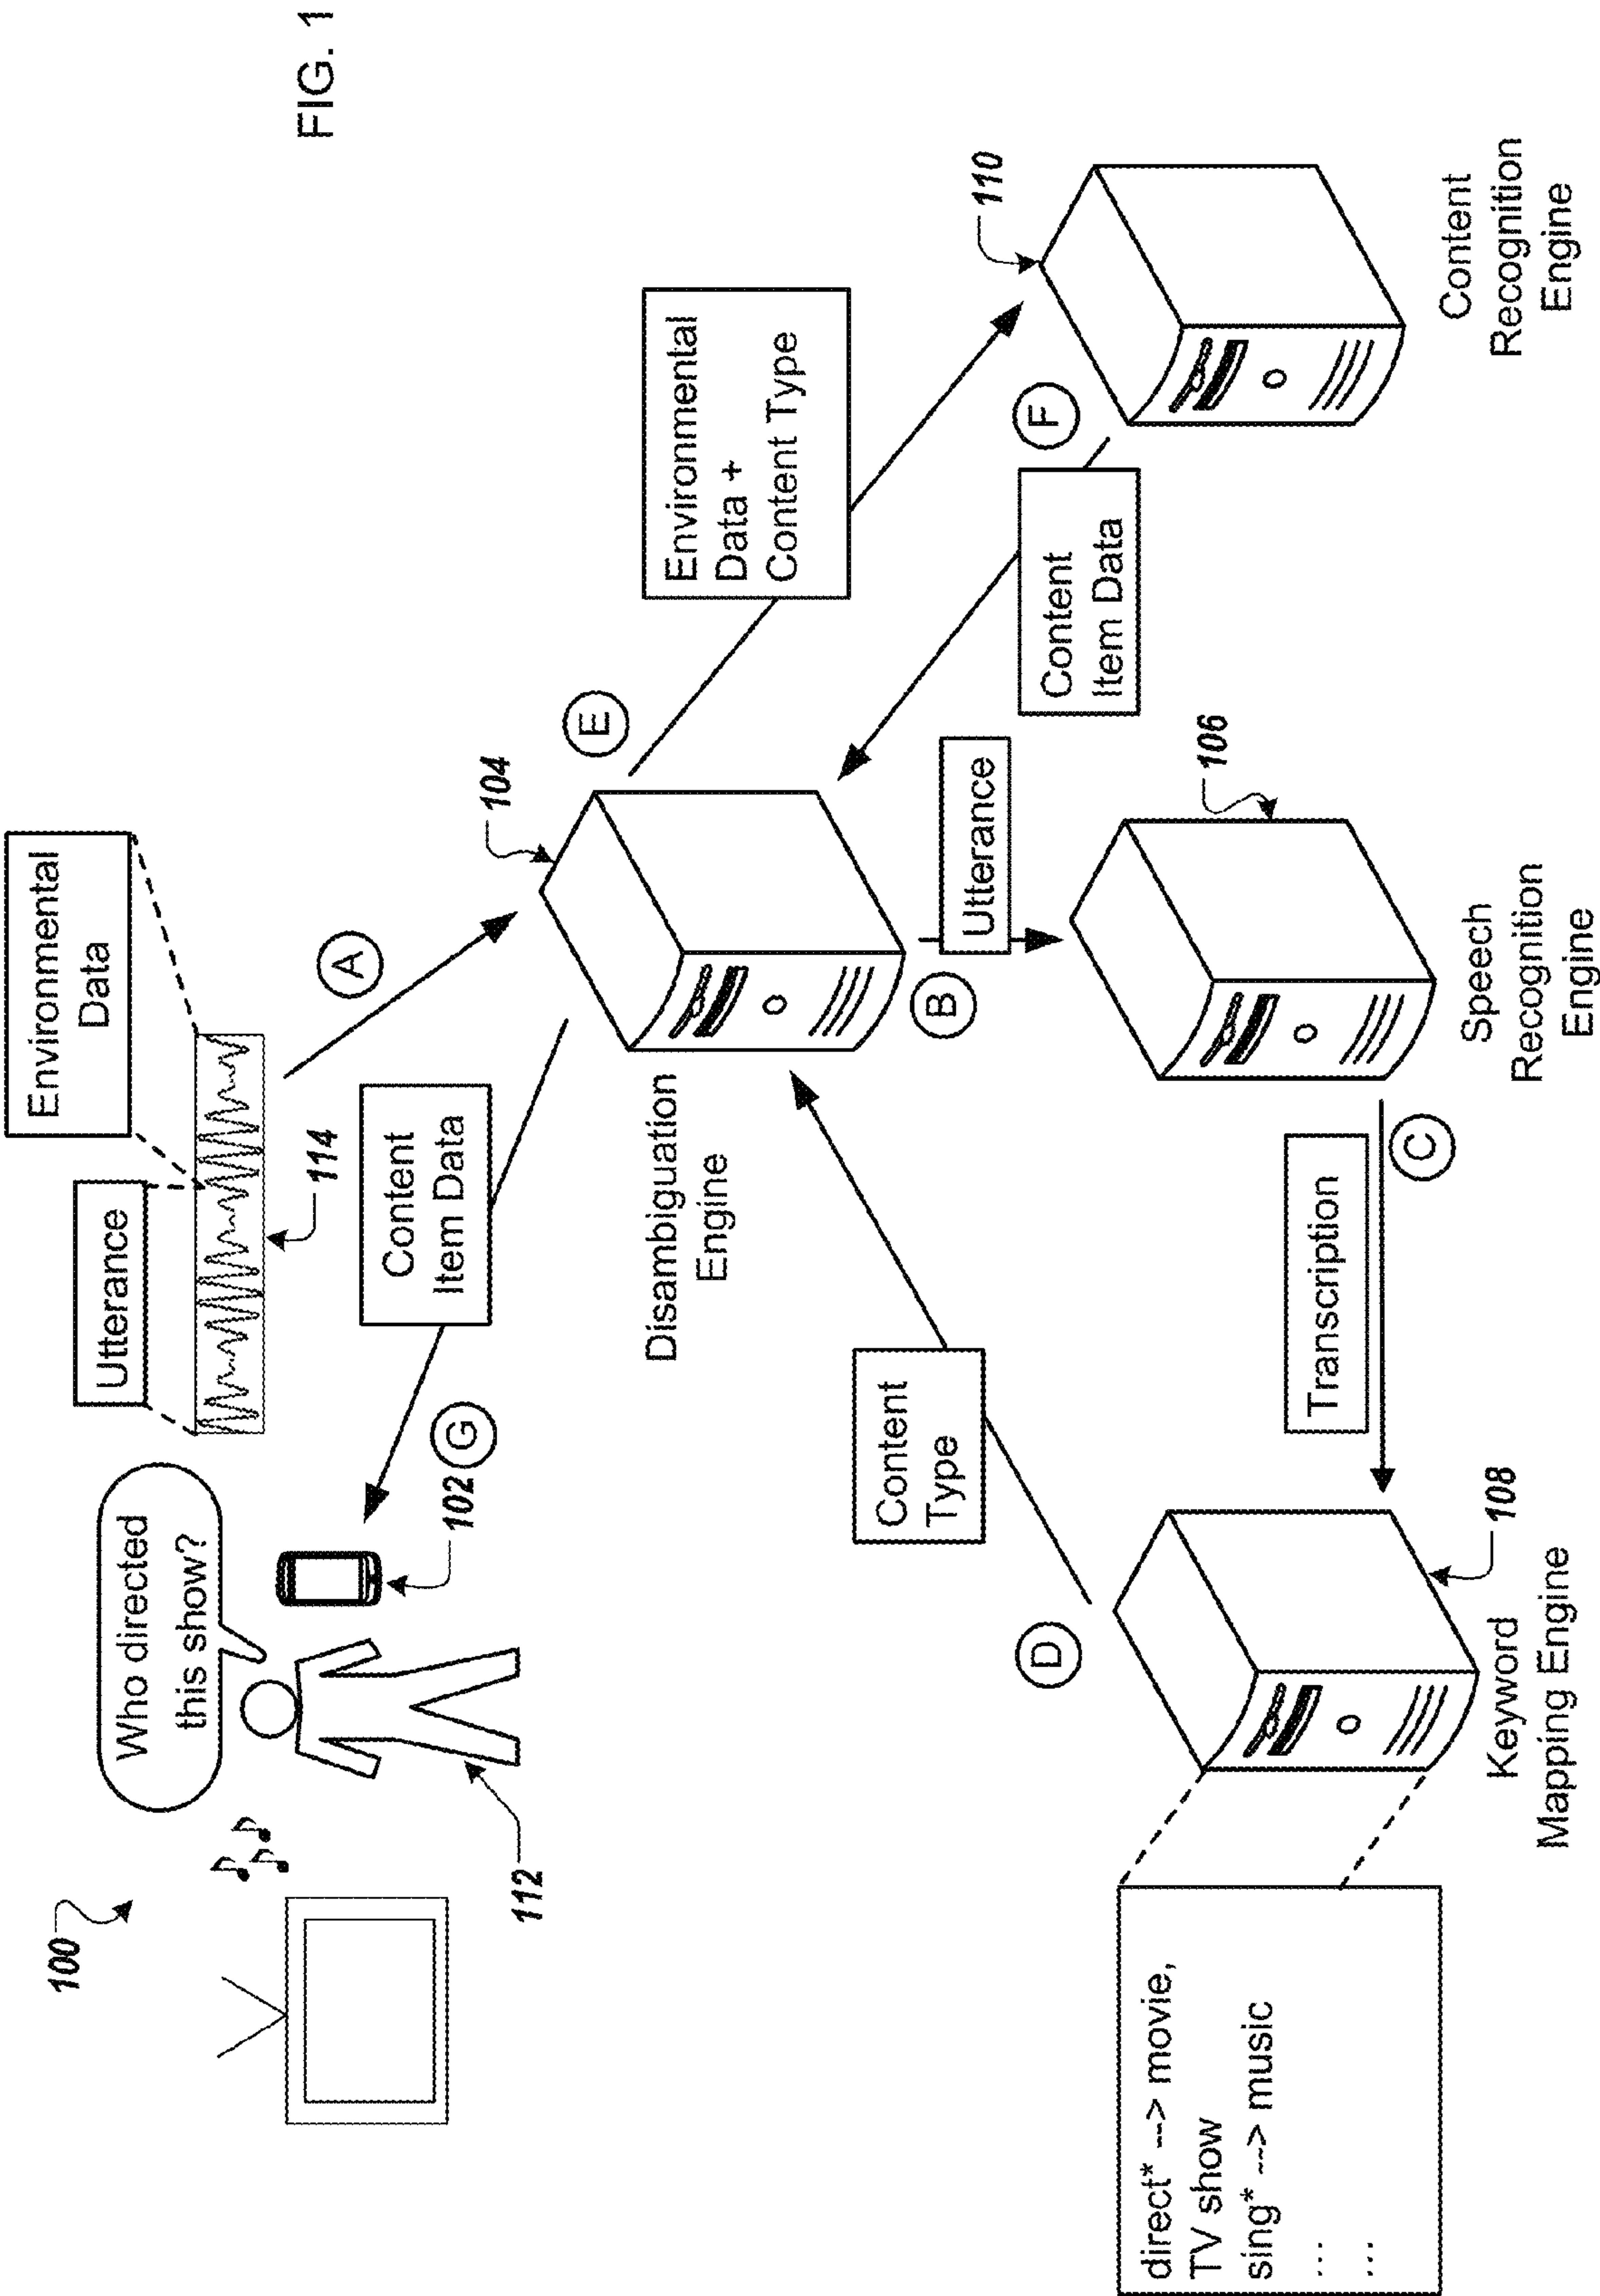 FIG. 1
100
Who directed
this show?
Utterance
Environmental
Data
114
102
112
A
G
Content
Item Data
104
Disambiguation
Engine
E
Environmental
Data +
Content Type
110
F
Content
Item Data
Content
Recognition
Engine
B
Utterance
106
Speech
Recognition
Engine
C
Transcription
D
Content
Type
108
Keyword
Mapping Engine
direct* --> movie,
TV show
sing* --> music
...
...